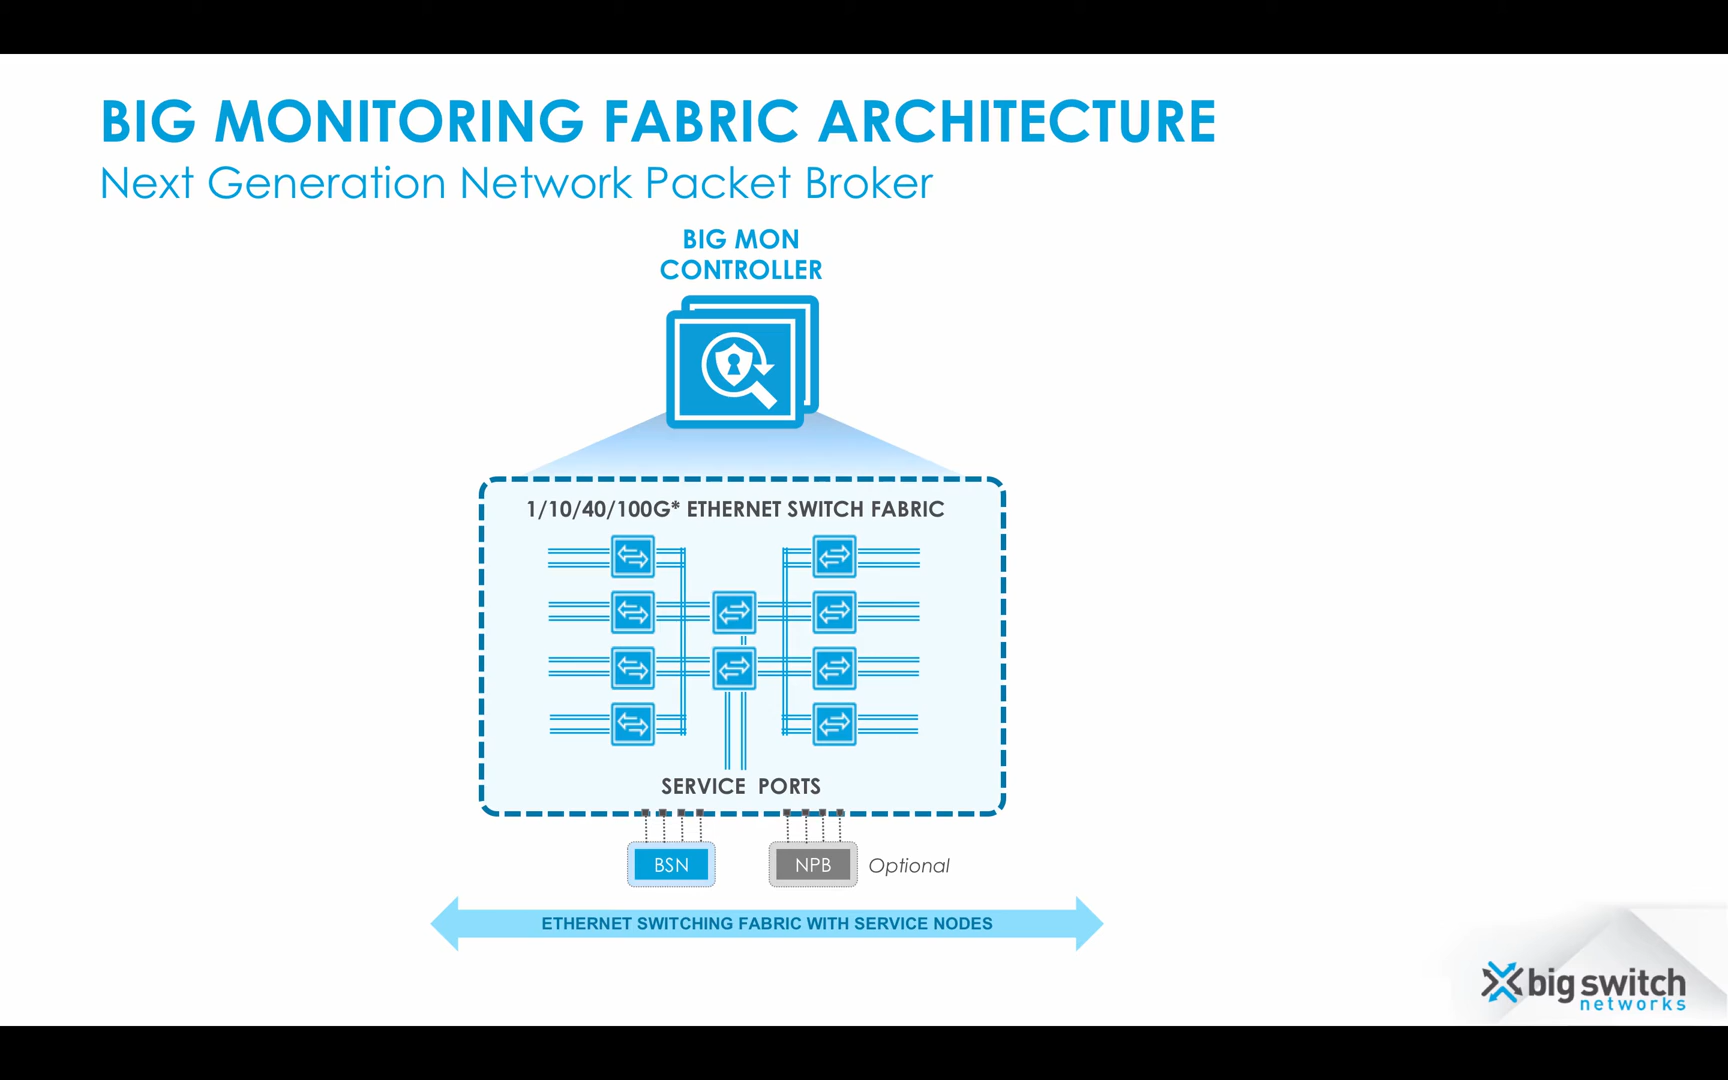 BIG MONITORING FABRIC ARCHITECTURE
Next Generation Network Packet Broker
BIG MON
CONTROLLER
1/10/40/100G* ETHERNET SWITCH FABRIC
SERVICE PORTS
BSN
NPB
Optional
ETHERNET SWITCHING FABRIC WITH SERVICE NODES
big switch
networks